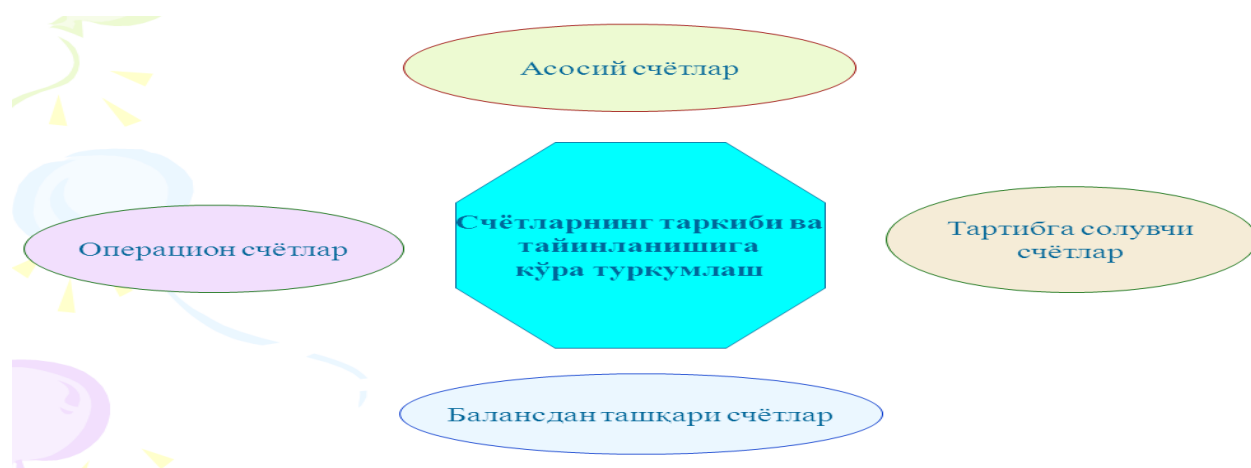 Асосий счётлар
Счётларнинг таркиби ва
тайинланишига
кўра туркумлаш
Операцион счётлар
Тартибга солувчи
счётлар
Балансдан ташқари счётлар